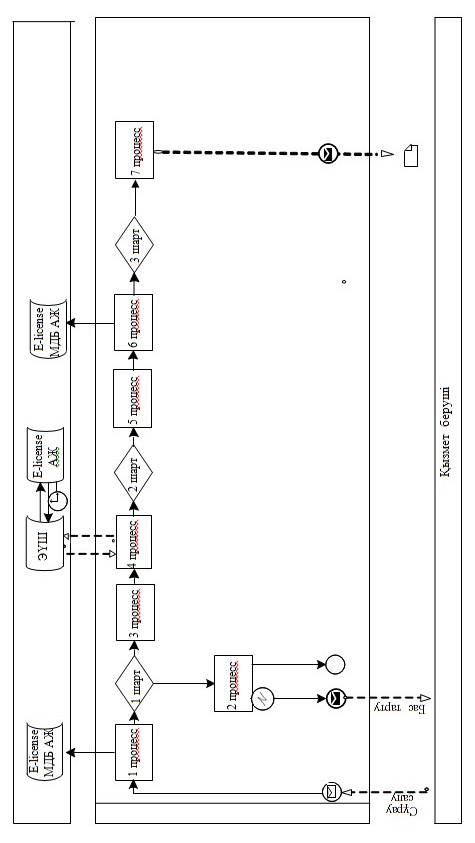 E-license
МДБ АЖ
ЭҮШ
E-license
АЖ
E-license
МДБ АЖ
1 процесс
1 шарт
3 процесс
4 процесс
2 шарт
5 процесс
6 процесс
3 шарт
7 процесс
2 процесс
N
Сұрау
салу
Бас тарту
Қызмет беруші